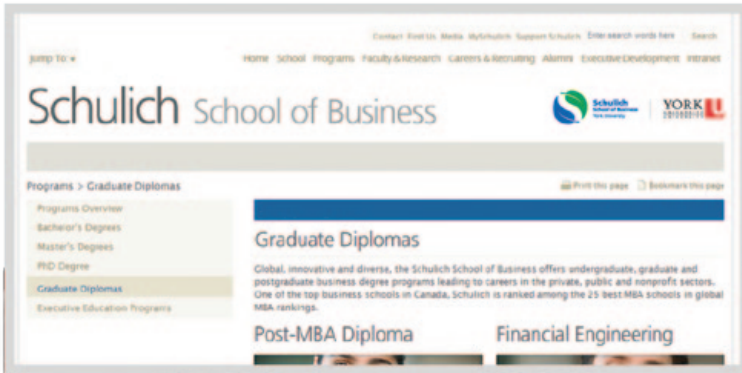 Contact Find Us Media MySchulich Support Schulich Enter search words here Search
Jump To:
Home School Programs Faculty & Research Careers & Recruiting Alumni Executive Development Intranet
Schulich School of Business
Schulich
School of Business
York University
YORK U
Programs > Graduate Diplomas
Print this page Bookmark this page
Programs Overview
Bachelor's Degrees
Master's Degrees
PhD Degree
Graduate Diplomas
Executive Education Programs
Graduate Diplomas
Global, innovative and diverse, the Schulich School of Business offers undergraduate, graduate and
postgraduate business degree programs leading to careers in the private, public and nonprofit sectors.
One of the top business schools in Canada, Schulich is ranked among the 25 best MBA schools in global
MBA rankings.
Post-MBA Diploma Financial Engineering